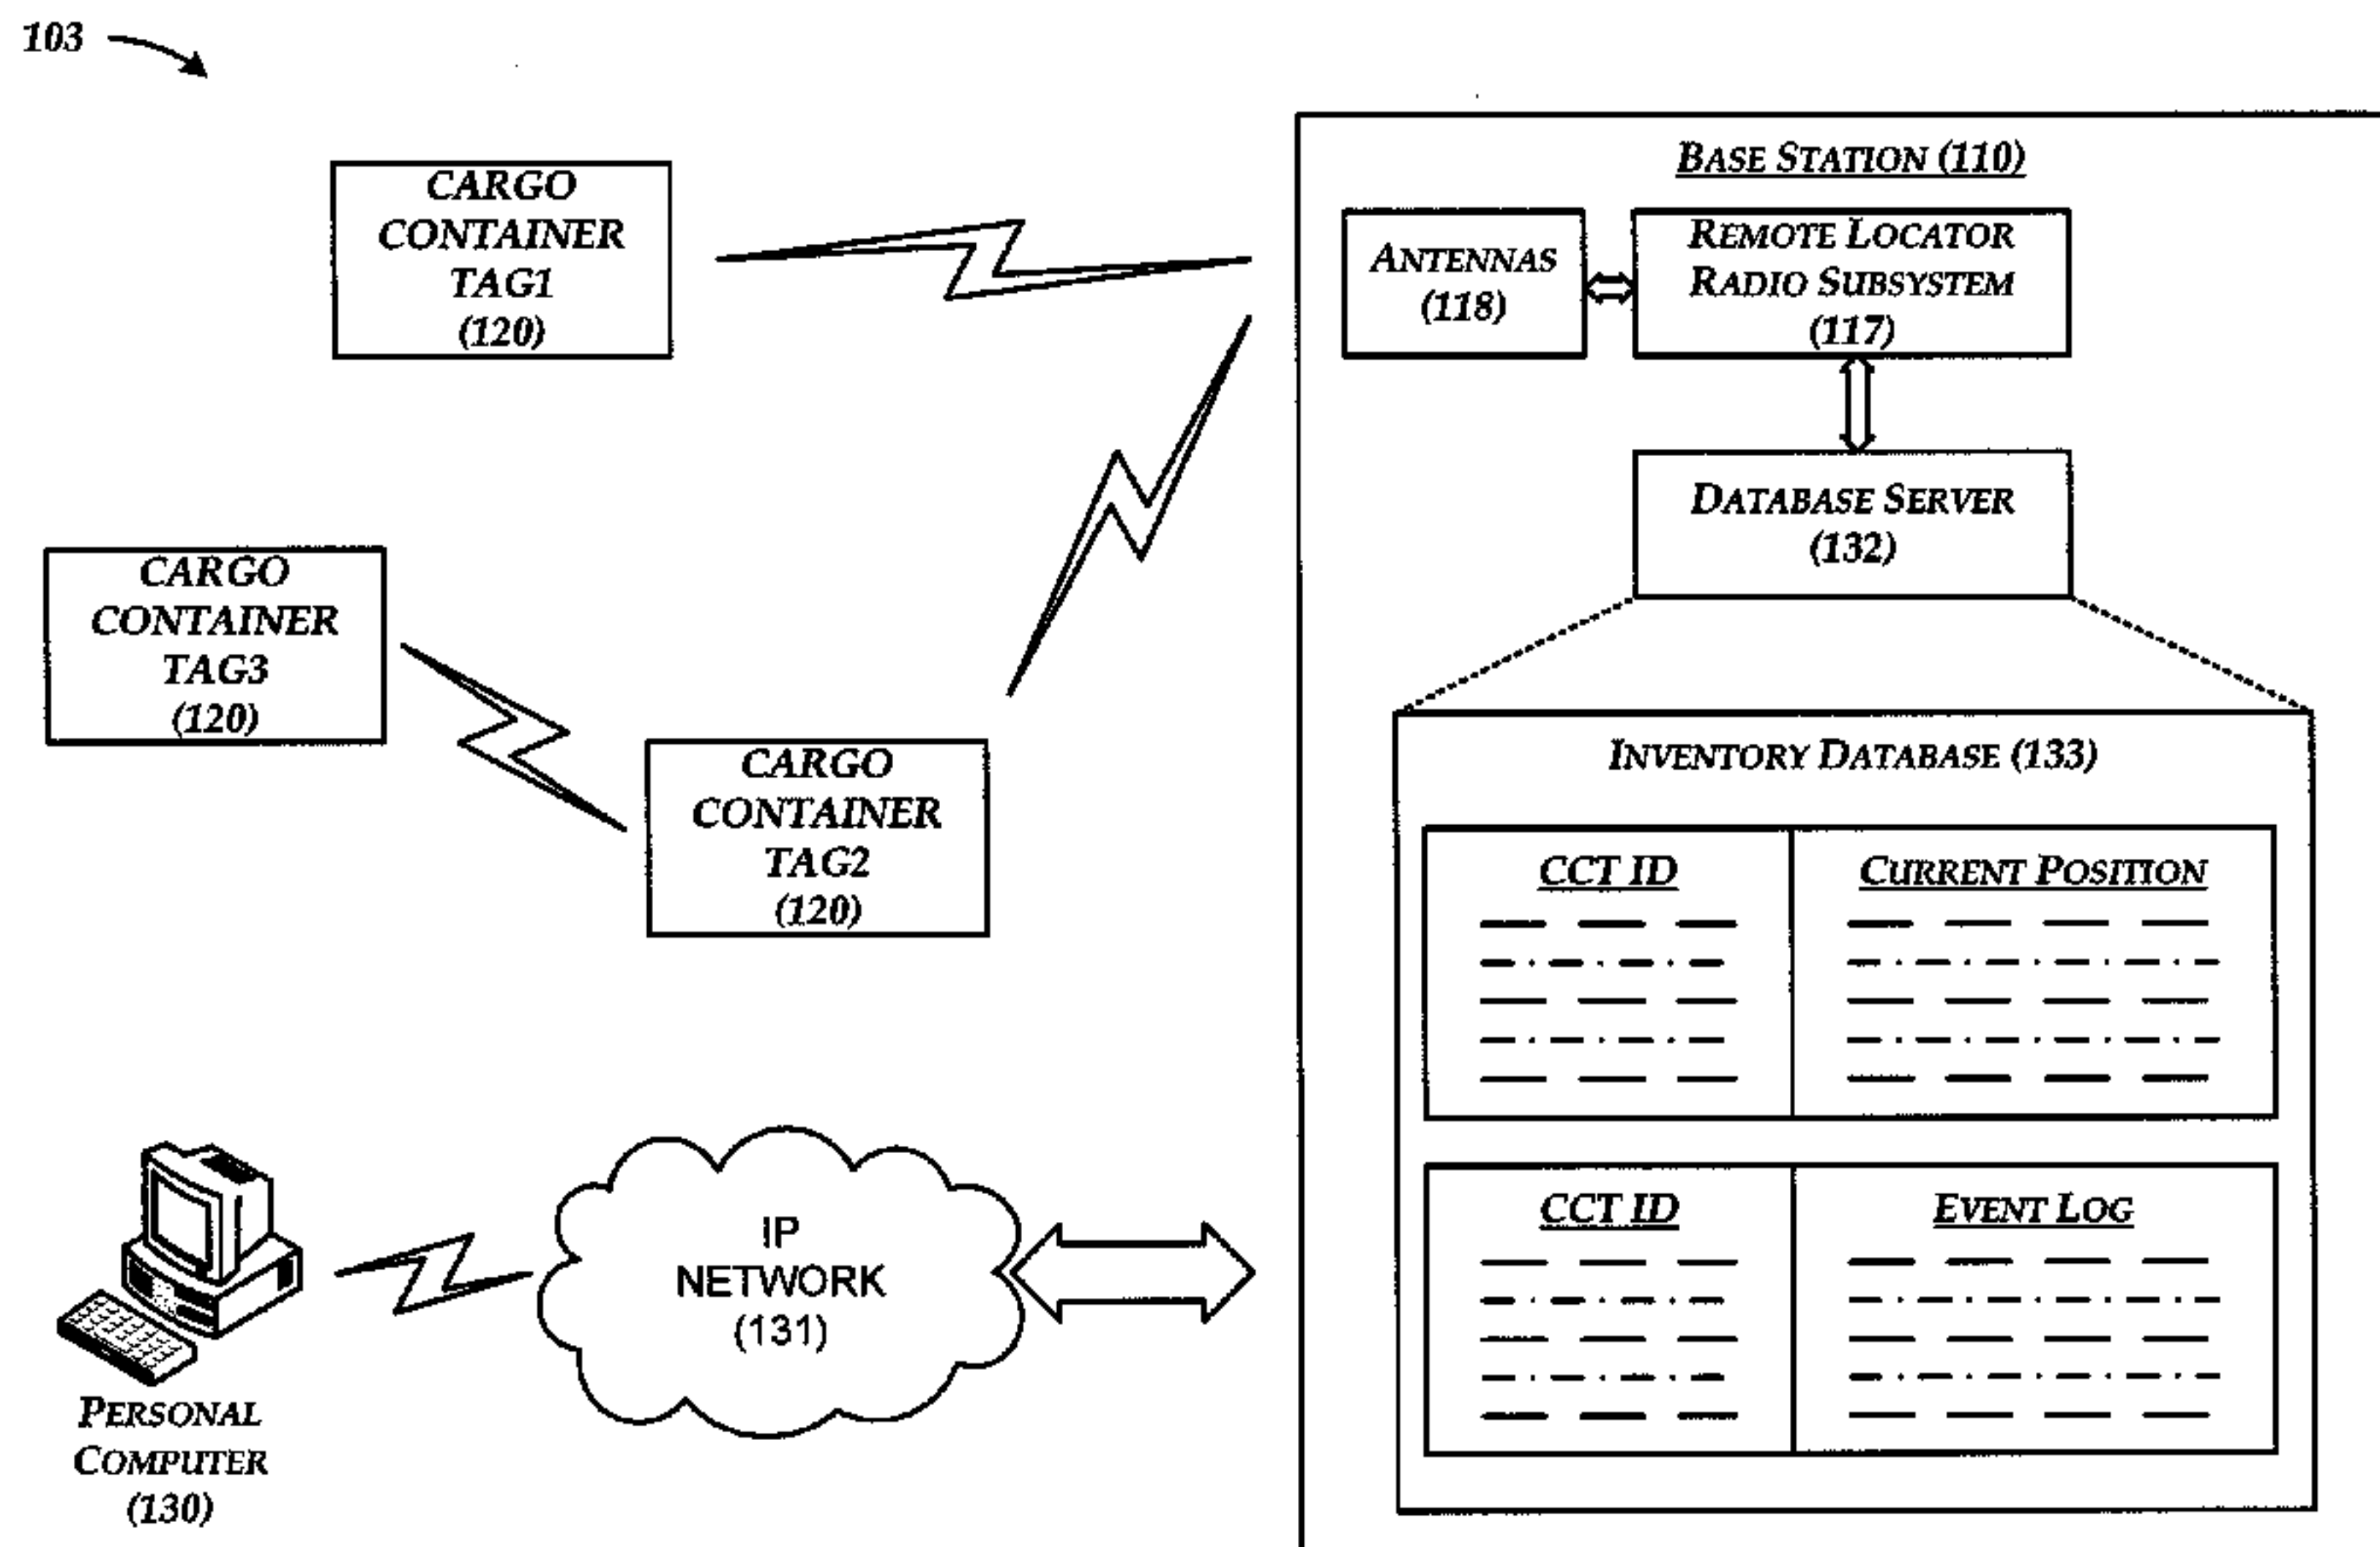 103
BASE STATION (110)
CARGO
CONTAINER
TAG1
(120)
ANTENNAS
(118)
REMOTE LOCATOR
RADIO SUBSYSTEM
(117)
DATABASE SERVER
(132)
CARGO
CONTAINER
TAG3
(120)
CARGO
CONTAINER
TAG2
(120)
INVENTORY DATABASE (133)
CCT ID
CURRENT POSITION
CCT ID
EVENT LOG
IP
NETWORK
(131)
PERSONAL
COMPUTER
(130)